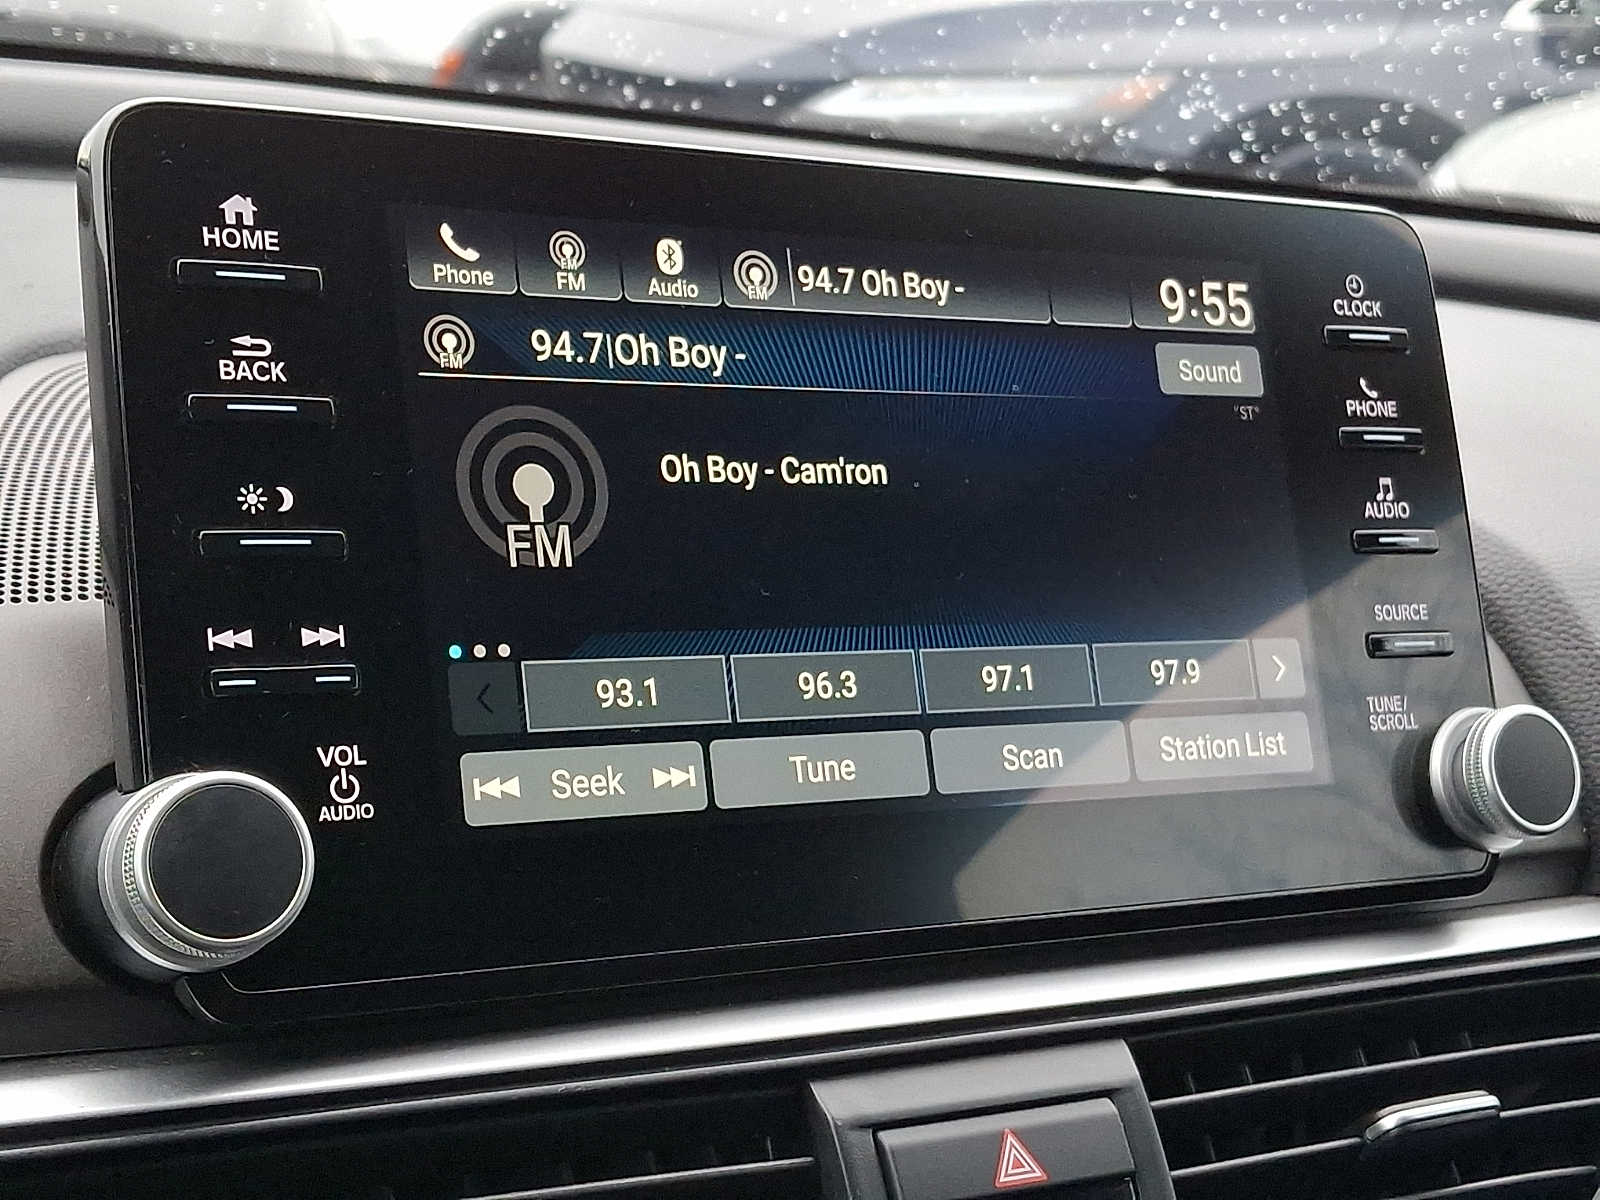 HOME
BACK
VOL
AUDIO
Phone
FM
FM
Audio
FM
94.7 Oh Boy -
9:55
FM
94.7|Oh Boy -
Sound
"ST"
FM
Oh Boy - Cam'ron
93.1
96.3
97.1
97.9
Seek
Tune
Scan
Station List
CLOCK
PHONE
AUDIO
SOURCE
TUNE/
SCROLL